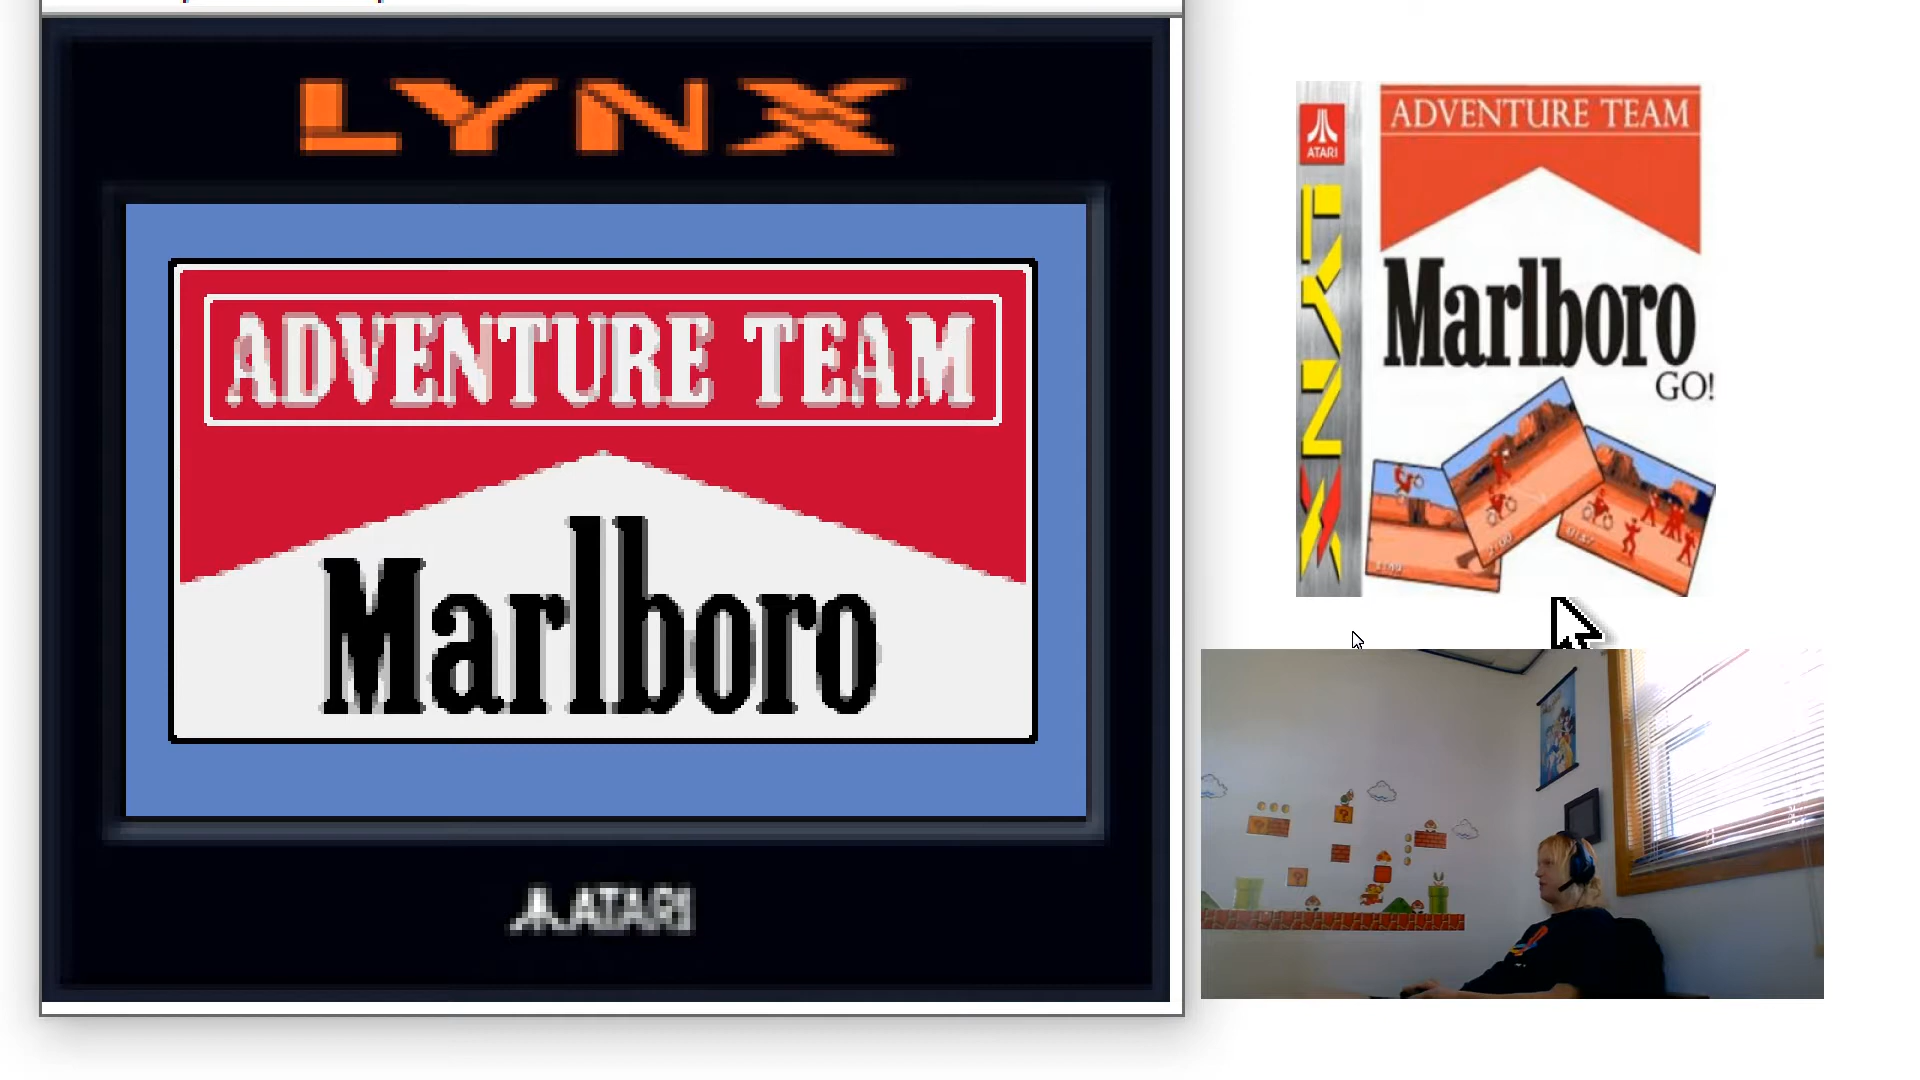 LYNX
ADVENTURE TEAM
Marlboro
ATARI
ATARI
LYNX
ADVENTURE TEAM
Marlboro
GO!